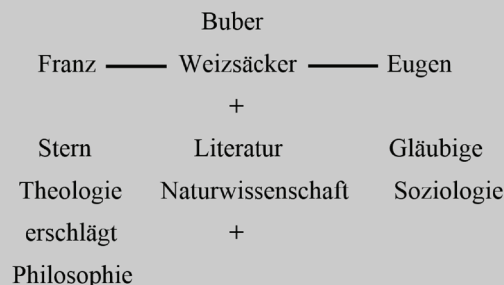 Buber
Franz Weizsäcker Eugen
+
Stern Literatur Gläubige
Theologie Naturwissenschaft Soziologie
erschlägt +
Philosophie